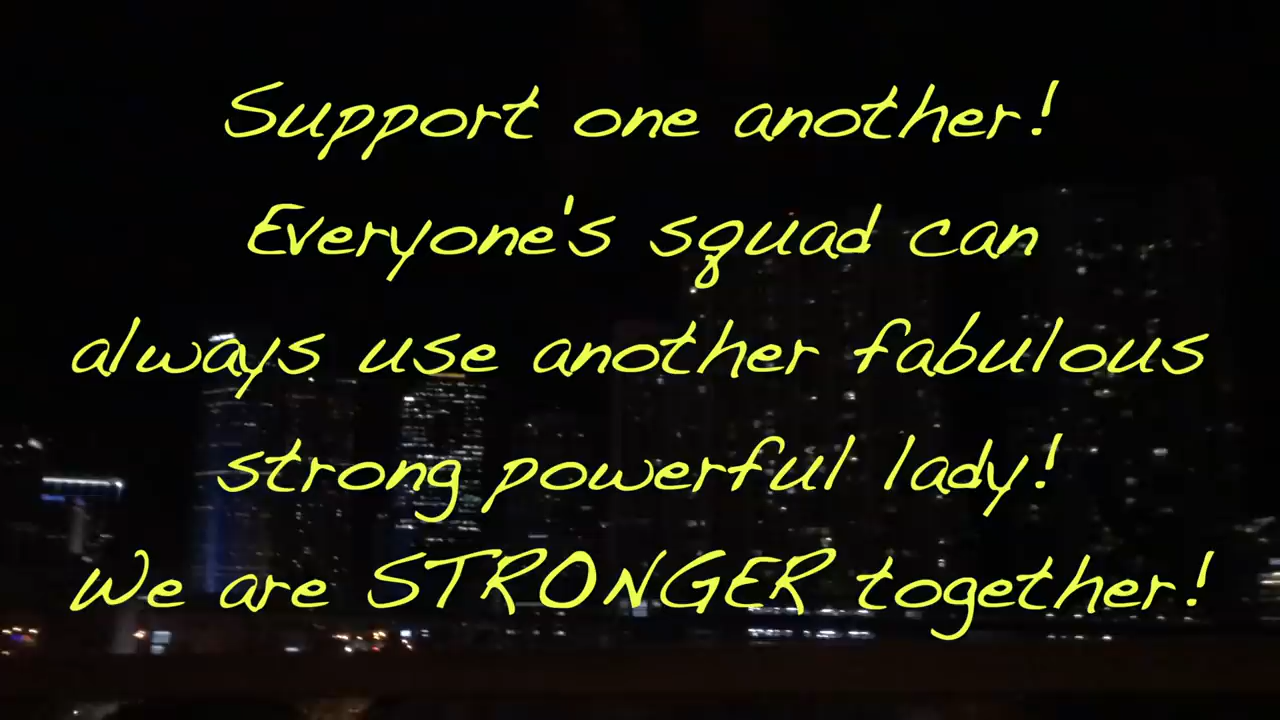 Support one another!
Everyone's squad can
always use another fabulous
strong powerful lady!
We are STRONGER together!